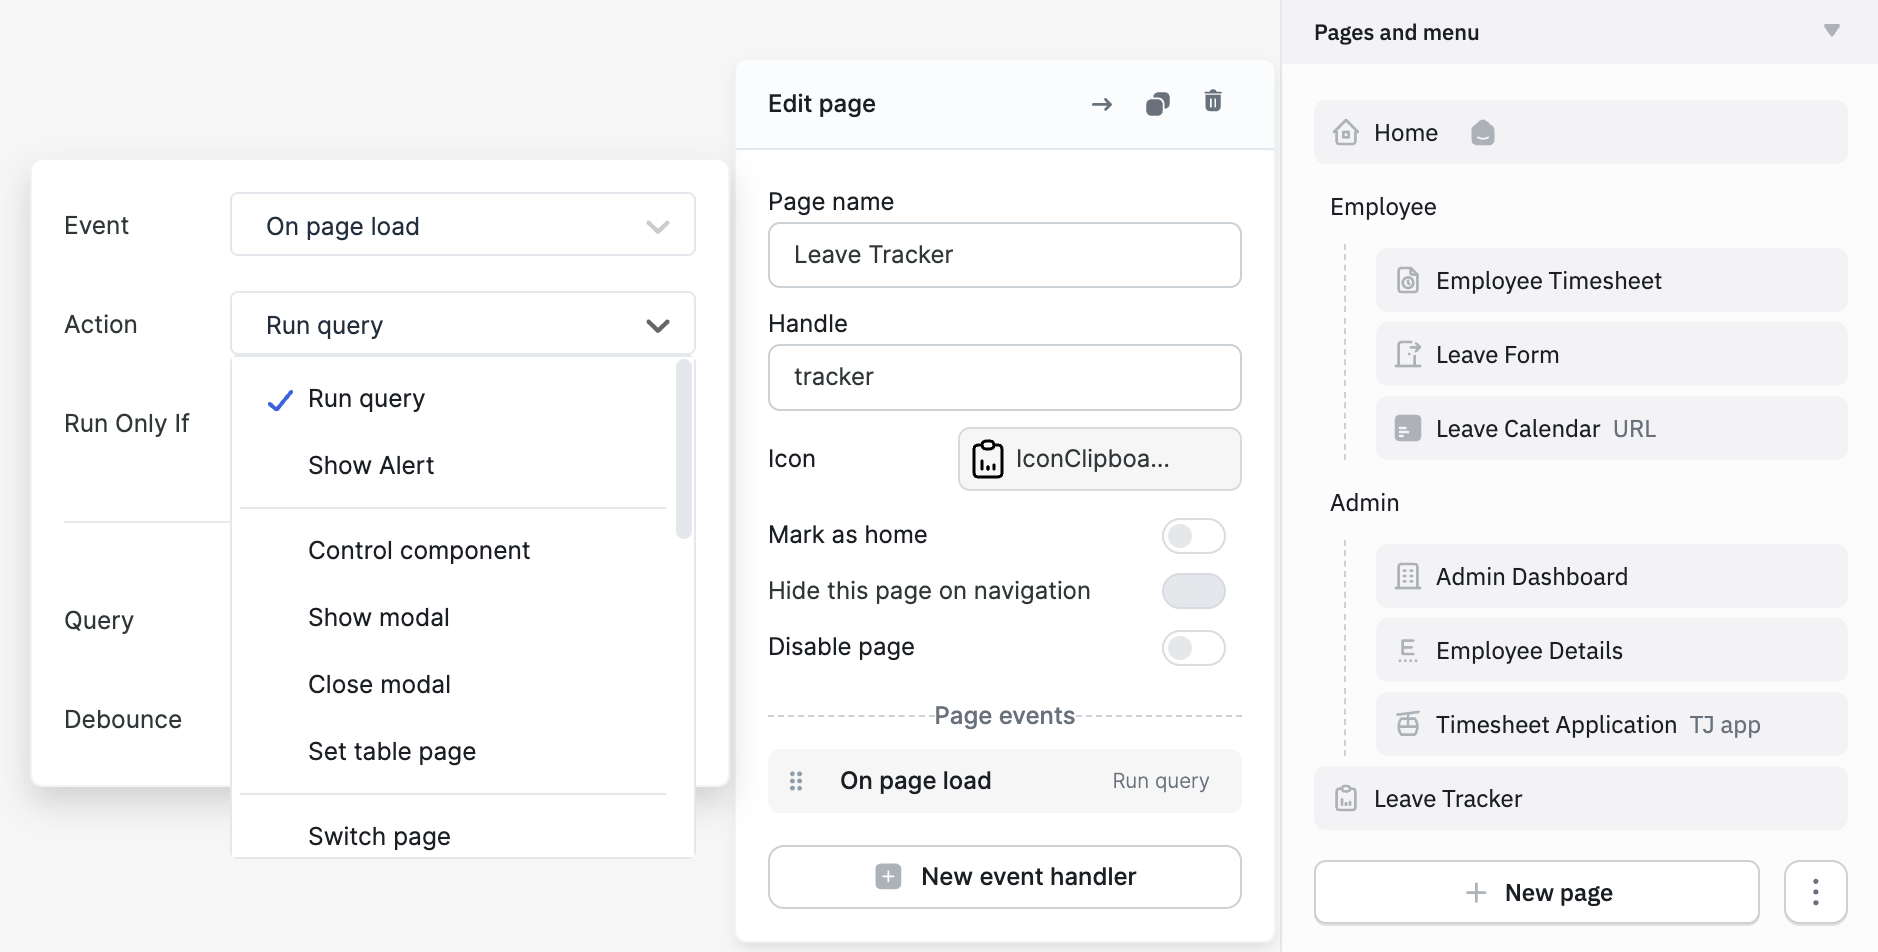 Event
On page load
Action
Run query
Run Only If
Run query
Show Alert
Control component
Show modal
Query
Close modal
Debounce
Set table page
Switch page
Edit page
Page name
Leave Tracker
Handle
tracker
Icon
IconClipboa...
Mark as home
Hide this page on navigation
Disable page
Page events
On page load Run query
New event handler
Pages and menu
Home
Employee
Employee Timesheet
Leave Form
Leave Calendar URL
Admin
Admin Dashboard
Employee Details
Timesheet Application TJ app
Leave Tracker
New page